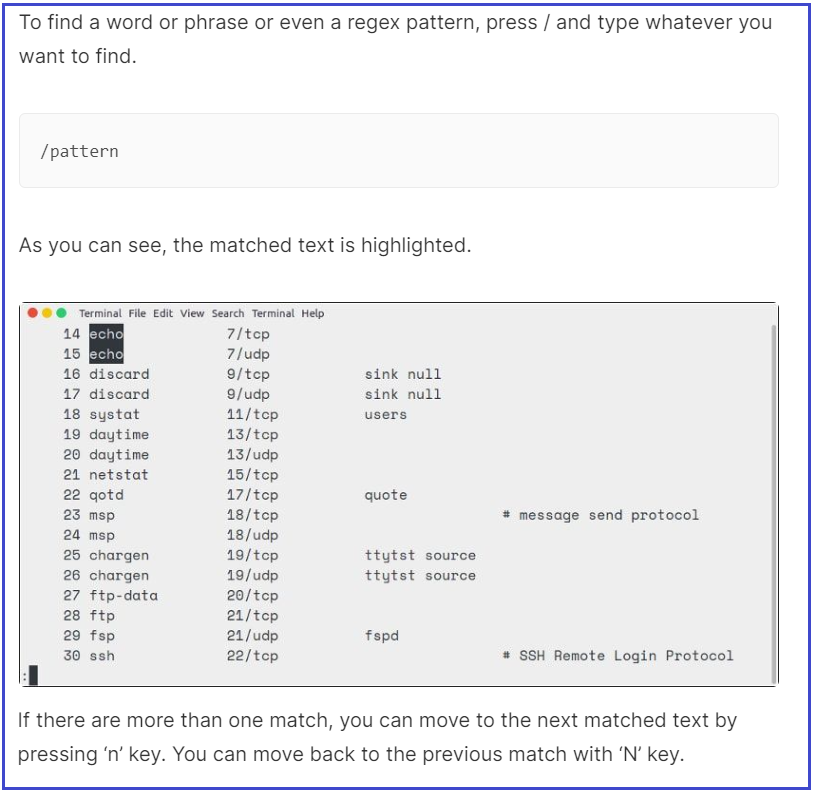 To find a word or phrase or even a regex pattern, press / and type whatever you
want to find.
/pattern
As you can see, the matched text is highlighted.
Terminal File Edit View Search Terminal Help
14 echo 7/tcp
15 echo 7/udp
16 discard 9/tcp sink null
17 discard 9/udp sink null
18 systat 11/tcp users
19 daytime 13/tcp
20 daytime 13/udp
21 netstat 15/tcp
22 qotd 17/tcp quote
23 msp 18/tcp # message send protocol
24 msp 18/udp
25 chargen 19/tcp ttytst source
26 chargen 19/udp ttytst source
27 ftp-data 20/tcp
28 ftp 21/tcp
29 fsp 21/udp fspd
30 ssh 22/tcp # SSH Remote Login Protocol
:
If there are more than one match, you can move to the next matched text by
pressing ‘n’ key. You can move back to the previous match with ‘N’ key.